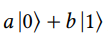 a|0⟩ + b|1⟩